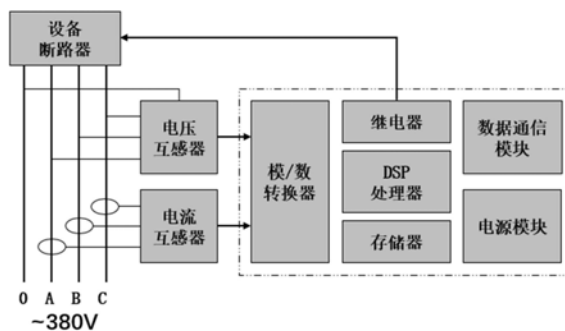 设备
断路器
电压
互感器
电流
互感器
模/数
转换器
继电器
DSP
处理器
存储器
数据通信
模块
电源模块
0 A B C
~380V